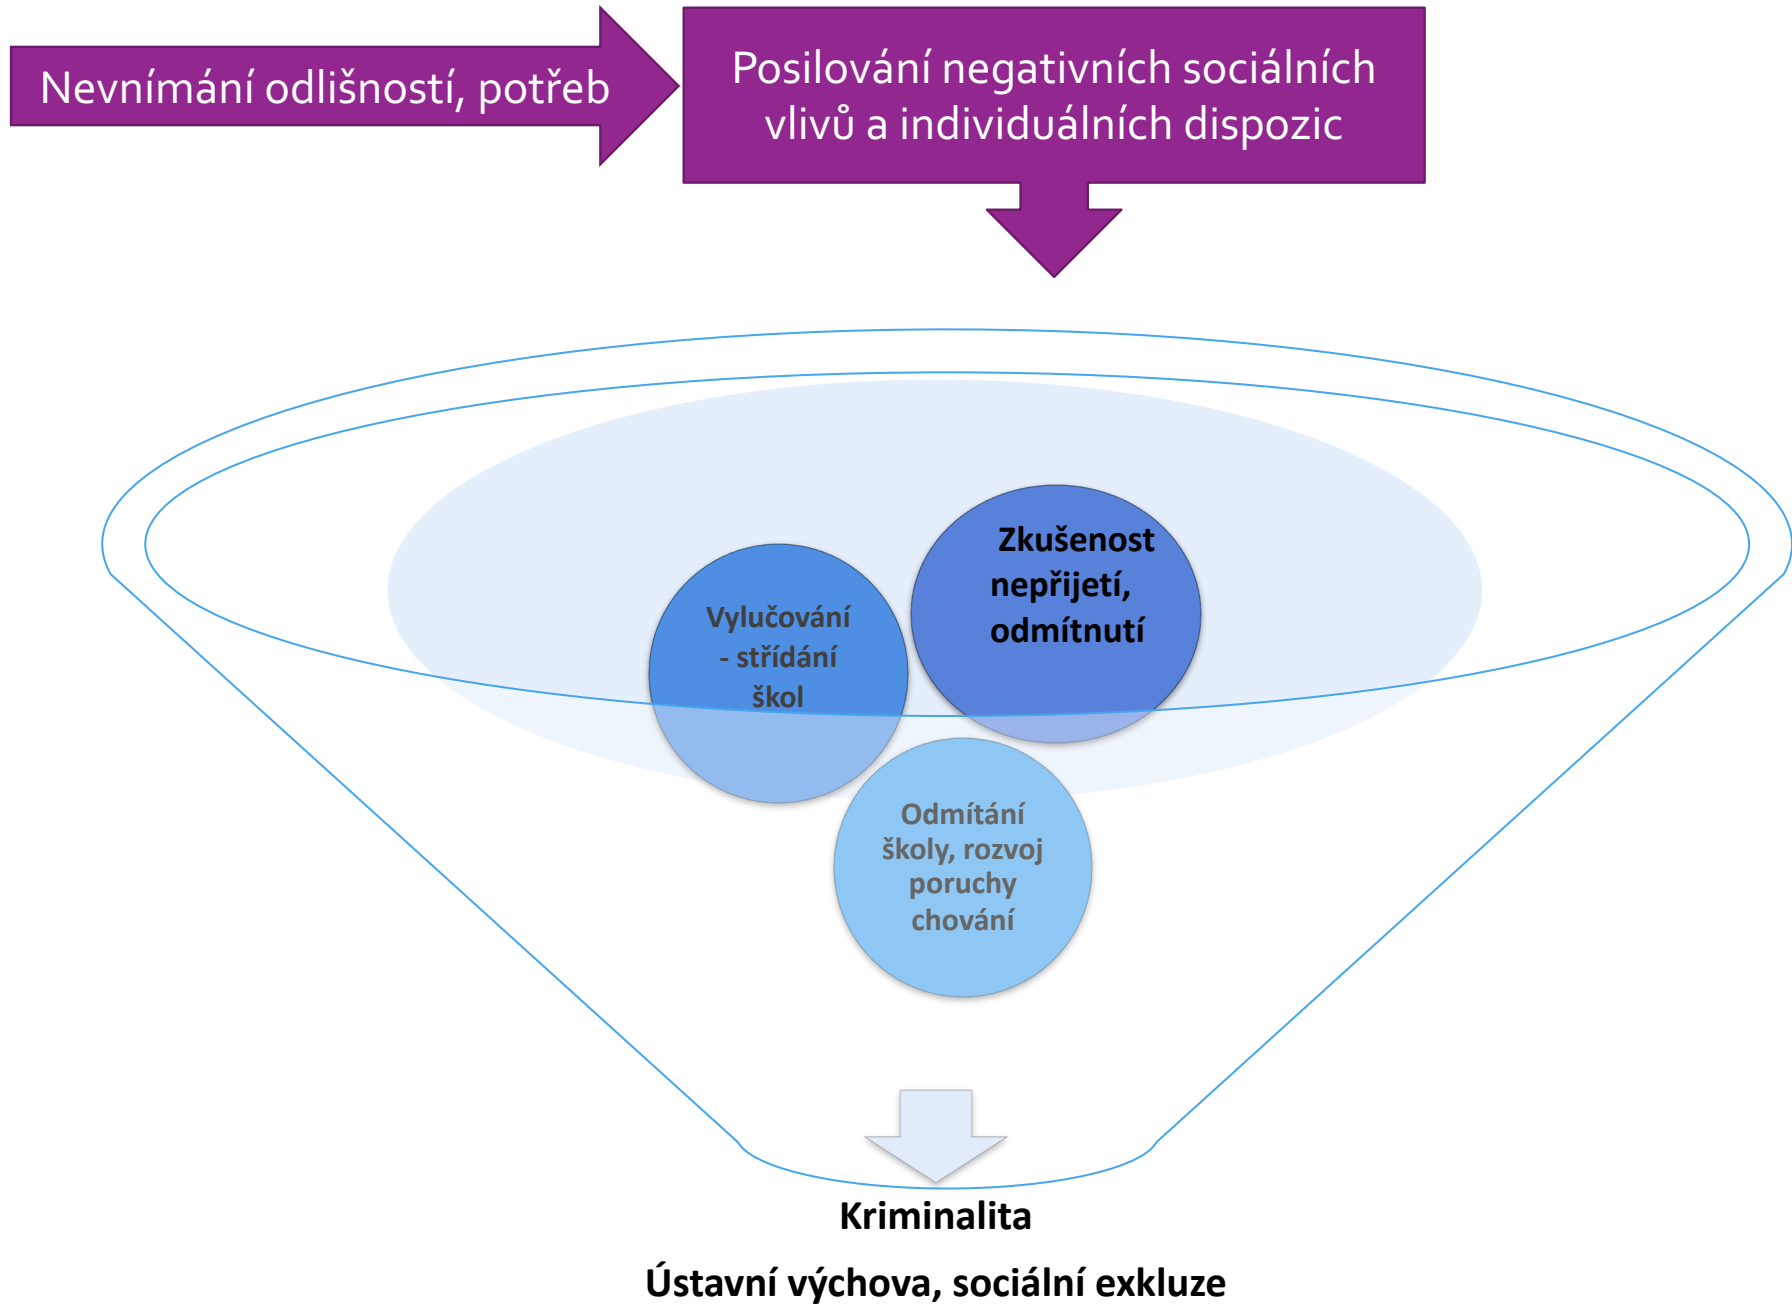 Nevnímání odlišností, potřeb
Posilování negativních sociálních
vlivů a individuálních dispozic
Zkušenost
nepřijetí,
odmítnutí
Vylučování
- střídání
škol
Odmítání
školy, rozvoj
poruchy
chování
Kriminalita
Ústavní výchova, sociální exkluze